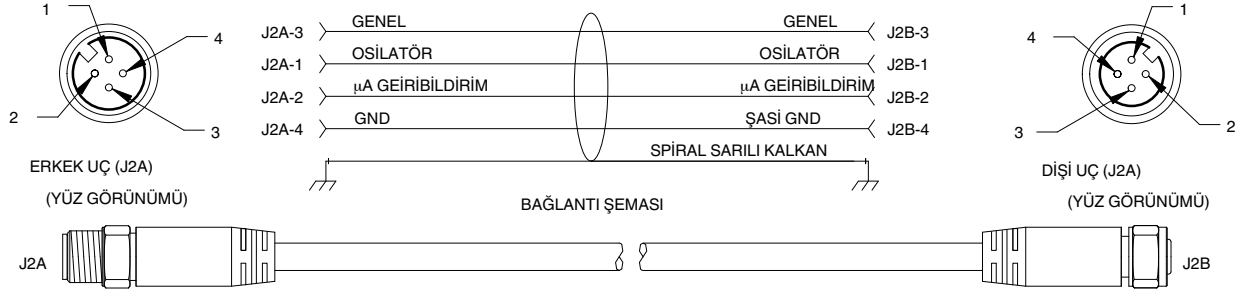 1
4
2
3
ERKEK UÇ (J2A)
(YÜZ GÖRÜNÜMÜ)
J2A-3 GENEL GENEL J2B-3
J2A-1 OSİLATÖR OSİLATÖR J2B-1
J2A-2 µA GEİRİBİLDİRİM µA GEİRİBİLDİRİM J2B-2
J2A-4 GND ŞASİ GND J2B-4
SPİRAL SARILI KALKAN
BAĞLANTI ŞEMASI
1
4
2
3
DİŞİ UÇ (J2A)
(YÜZ GÖRÜNÜMÜ)
J2A
J2B